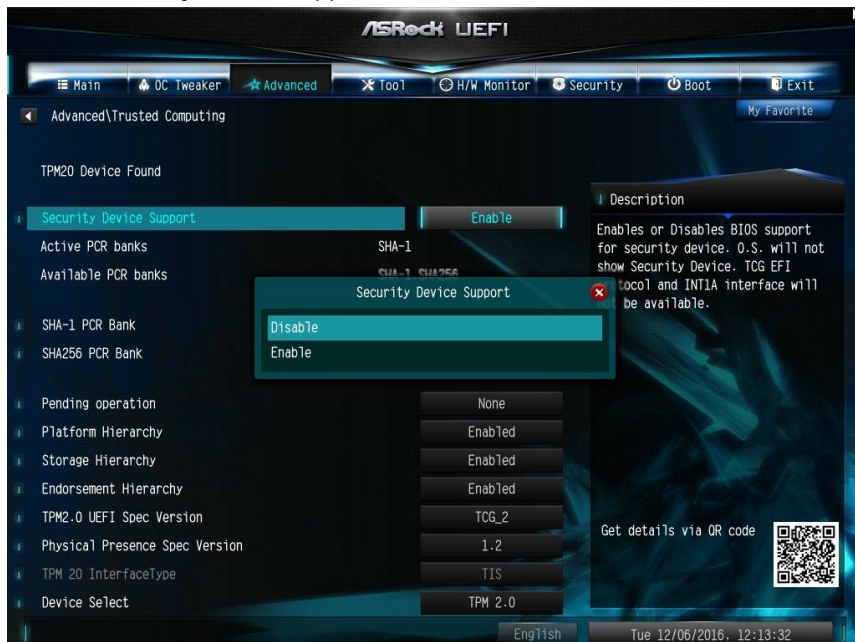 ASRock UEFI
Main OC Tweaker Advanced Tool H/W Monitor Security Boot Exit
Advanced\Trusted Computing
My Favorite
TPM20 Device Found
Security Device Support Enable
Active PCR banks SHA-1
Available PCR banks SHA-1,SHA256
SHA-1 PCR Bank
SHA256 PCR Bank
Security Device Support
Disable
Enable
Pending operation None
Platform Hierarchy Enabled
Storage Hierarchy Enabled
Endorsement Hierarchy Enabled
TPM2.0 UEFI Spec Version TCG_2
Physical Presence Spec Version 1.2
TPM 20 InterfaceType TIS
Device Select TPM 2.0
Description
Enables or Disables BIOS support
for security device. O.S. will not
show Security Device. TCG EFI
and INT1A interface will
be available.
Get details via QR code
English
Tue 12/06/2016. 12:13:32